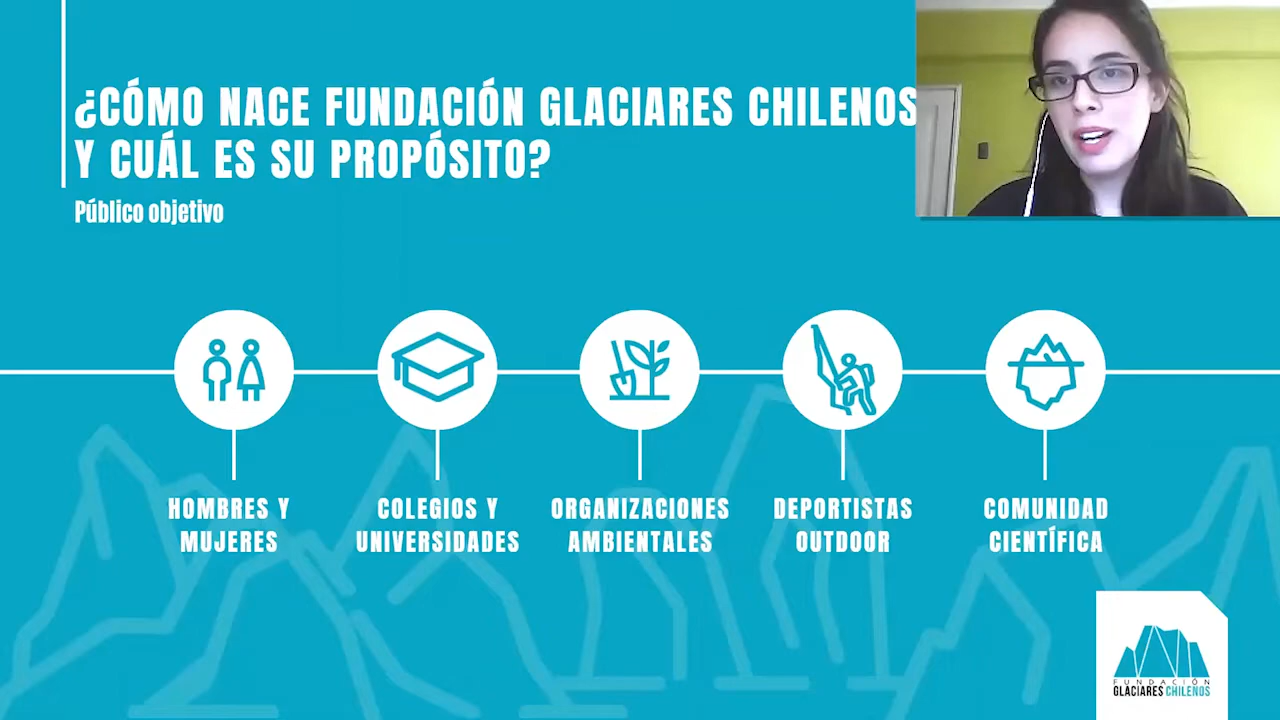 ¿CÓMO NACE FUNDACIÓN GLACIARES CHILENOS
Y CUÁL ES SU PROPÓSITO?
Público objetivo
HOMBRES Y
MUJERES
COLEGIOS Y
UNIVERSIDADES
ORGANIZACIONES
AMBIENTALES
DEPORTISTAS
OUTDOOR
COMUNIDAD
CIENTÍFICA
FUNDACIÓN
GLACIARES CHILENOS